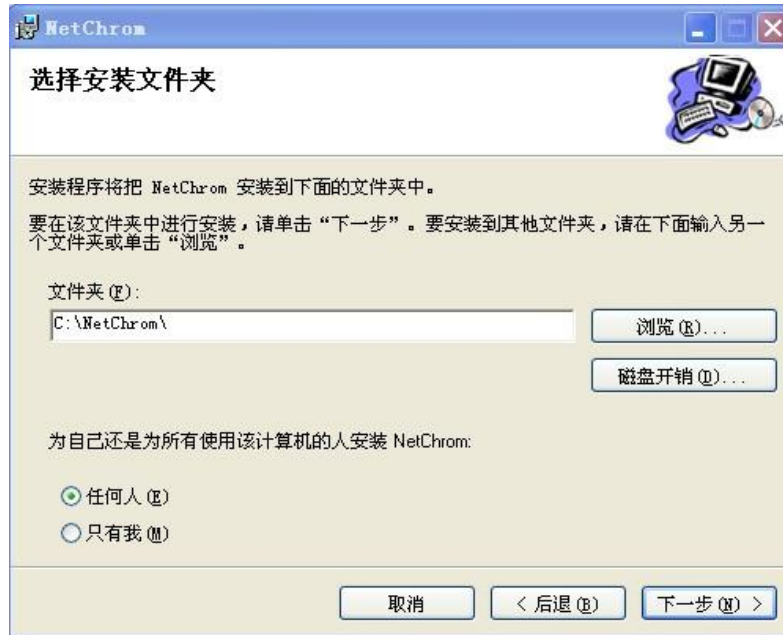 NetChrom
选择安装文件夹
安装程序将把 NetChrom 安装到下面的文件夹中。
要在该文件夹中进行安装，请单击“下一步”。要安装到其他文件夹，请在下面输入另一
个文件夹或单击“浏览”。
文件夹(F):
C:\NetChrom\
浏览(R)...
磁盘开销(D)...
为自己还是为所有使用该计算机的人安装 NetChrom:
任何人(E)
只有我(M)
取消
< 后退(B)
下一步(N) >